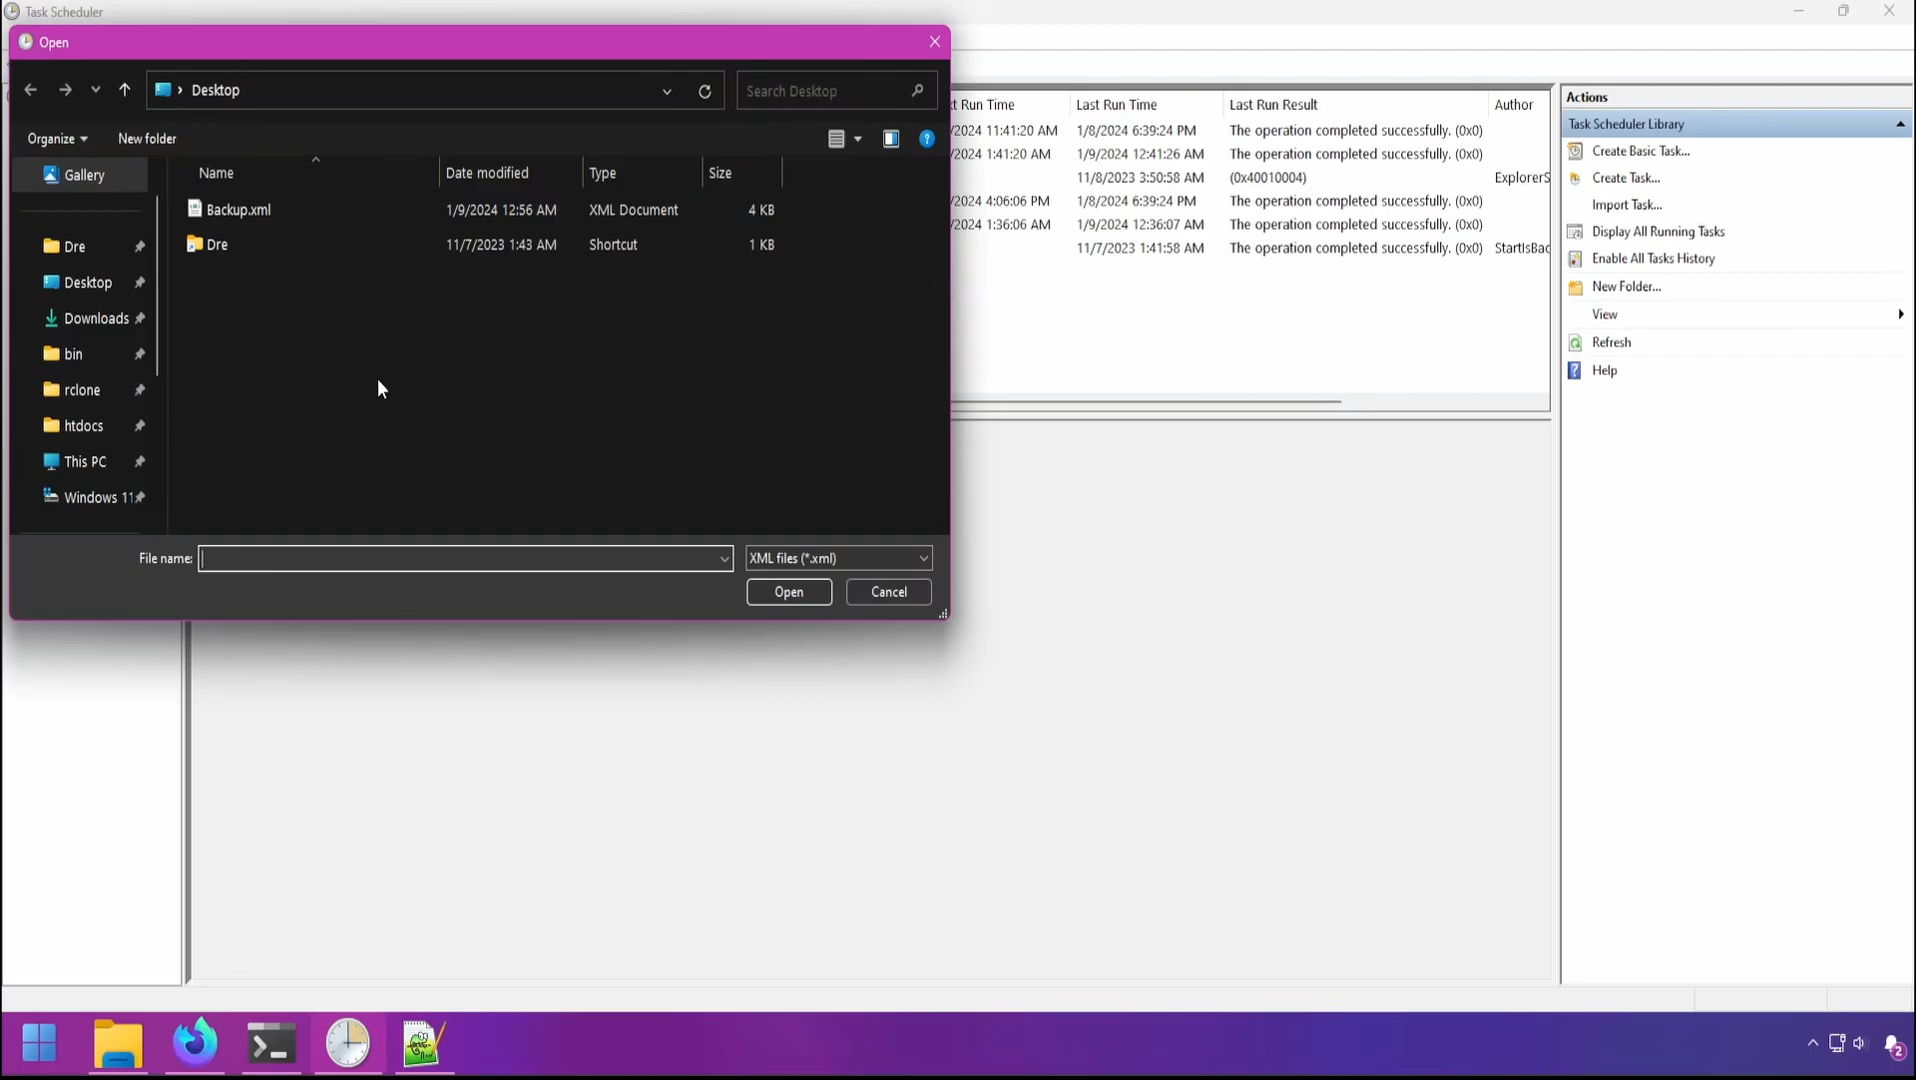 Task Scheduler
Open
Desktop
Search Desktop
Organize
New folder
Gallery
Dre
Desktop
Downloads
bin
rclone
htdocs
This PC
Windows 11
Name Date modified Type Size
Backup.xml 1/9/2024 12:56 AM XML Document 4 KB
Dre 11/7/2023 1:43 AM Shortcut 1 KB
File name:
XML files (*.xml)
Open
Cancel
t Run Time Last Run Time Last Run Result Author
/2024 11:41:20 AM 1/8/2024 6:39:24 PM The operation completed successfully. (0x0)
/2024 1:41:20 AM 1/9/2024 12:41:26 AM The operation completed successfully. (0x0)
11/8/2023 3:50:58 AM (0x40010004) ExplorerS
/2024 4:06:06 PM 1/8/2024 6:39:24 PM The operation completed successfully. (0x0)
/2024 1:36:06 AM 1/9/2024 12:36:07 AM The operation completed successfully. (0x0)
11/7/2023 1:41:58 AM The operation completed successfully. (0x0) StartIsBac
Actions
Task Scheduler Library
Create Basic Task...
Create Task...
Import Task...
Display All Running Tasks
Enable All Tasks History
New Folder...
View
Refresh
Help
2